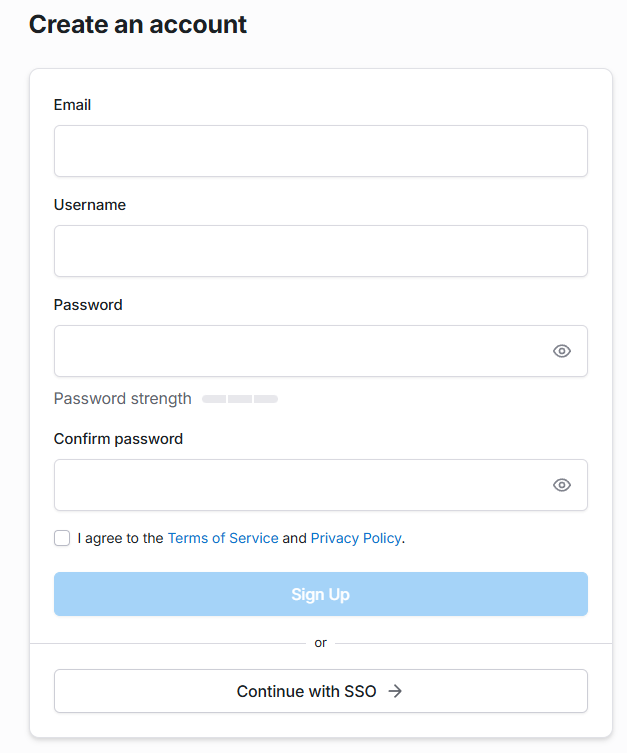 Create an account
Email
Username
Password
Password strength
Confirm password
I agree to the Terms of Service and Privacy Policy.
Sign Up
or
Continue with SSO →